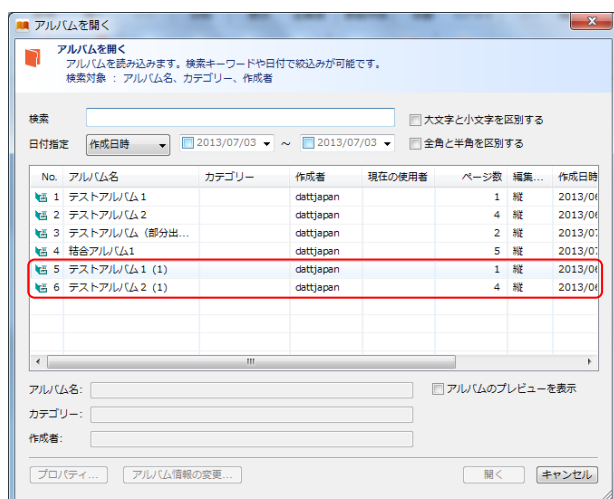 アルバムを開く
アルバムを開く
アルバムを読み込みます。検索キーワードや日付で絞込みが可能です。
検索対象 : アルバム名、カテゴリー、作成者
検索 大文字と小文字を区別する
日付指定 作成日時 2013/07/03 ~ 2013/07/03 全角と半角を区別する
No. アルバム名 カテゴリー 作成者 現在の使用者 ページ数 編集... 作成日時
1 テストアルバム1 dattjapan 1 縦 2013/06
2 テストアルバム2 dattjapan 4 縦 2013/06
3 テストアルバム (部分出... dattjapan 2 縦 2013/07
4 結合アルバム1 dattjapan 5 縦 2013/07
5 テストアルバム1 (1) dattjapan 1 縦 2013/06
6 テストアルバム2 (1) dattjapan 4 縦 2013/06
アルバム名: アルバムのプレビューを表示
カテゴリー:
作成者:
プロパティ... アルバム情報の変更... 開く キャンセル